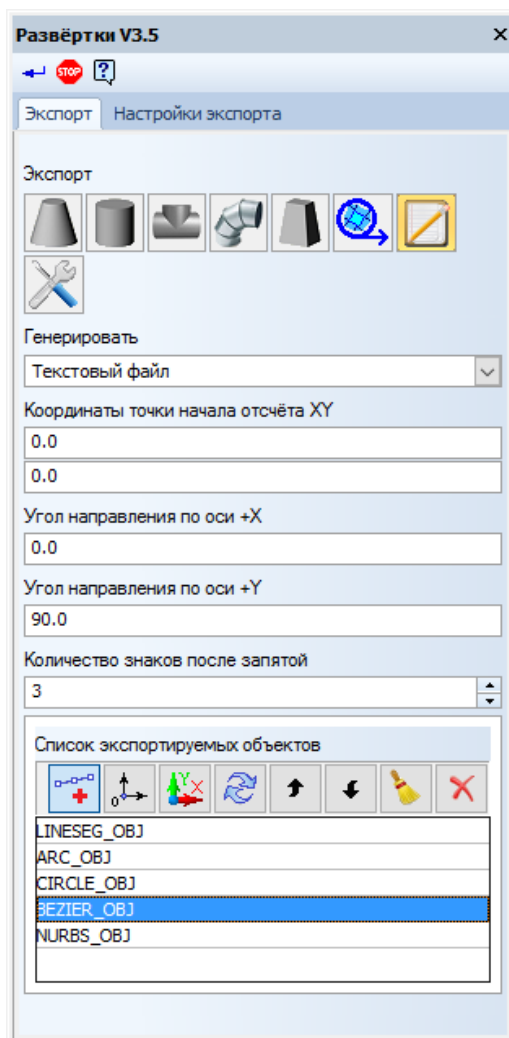 Развёртки V3.5
STOP
?
Экспорт Настройки экспорта
Экспорт
Генерировать
Текстовый файл
Координаты точки начала отсчёта XY
0.0
0.0
Угол направления по оси +X
0.0
Угол направления по оси +Y
90.0
Количество знаков после запятой
3
Список экспортируемых объектов
0 Y X
LINESEG_OBJ
ARC_OBJ
CIRCLE_OBJ
BEZIER_OBJ
NURBS_OBJ